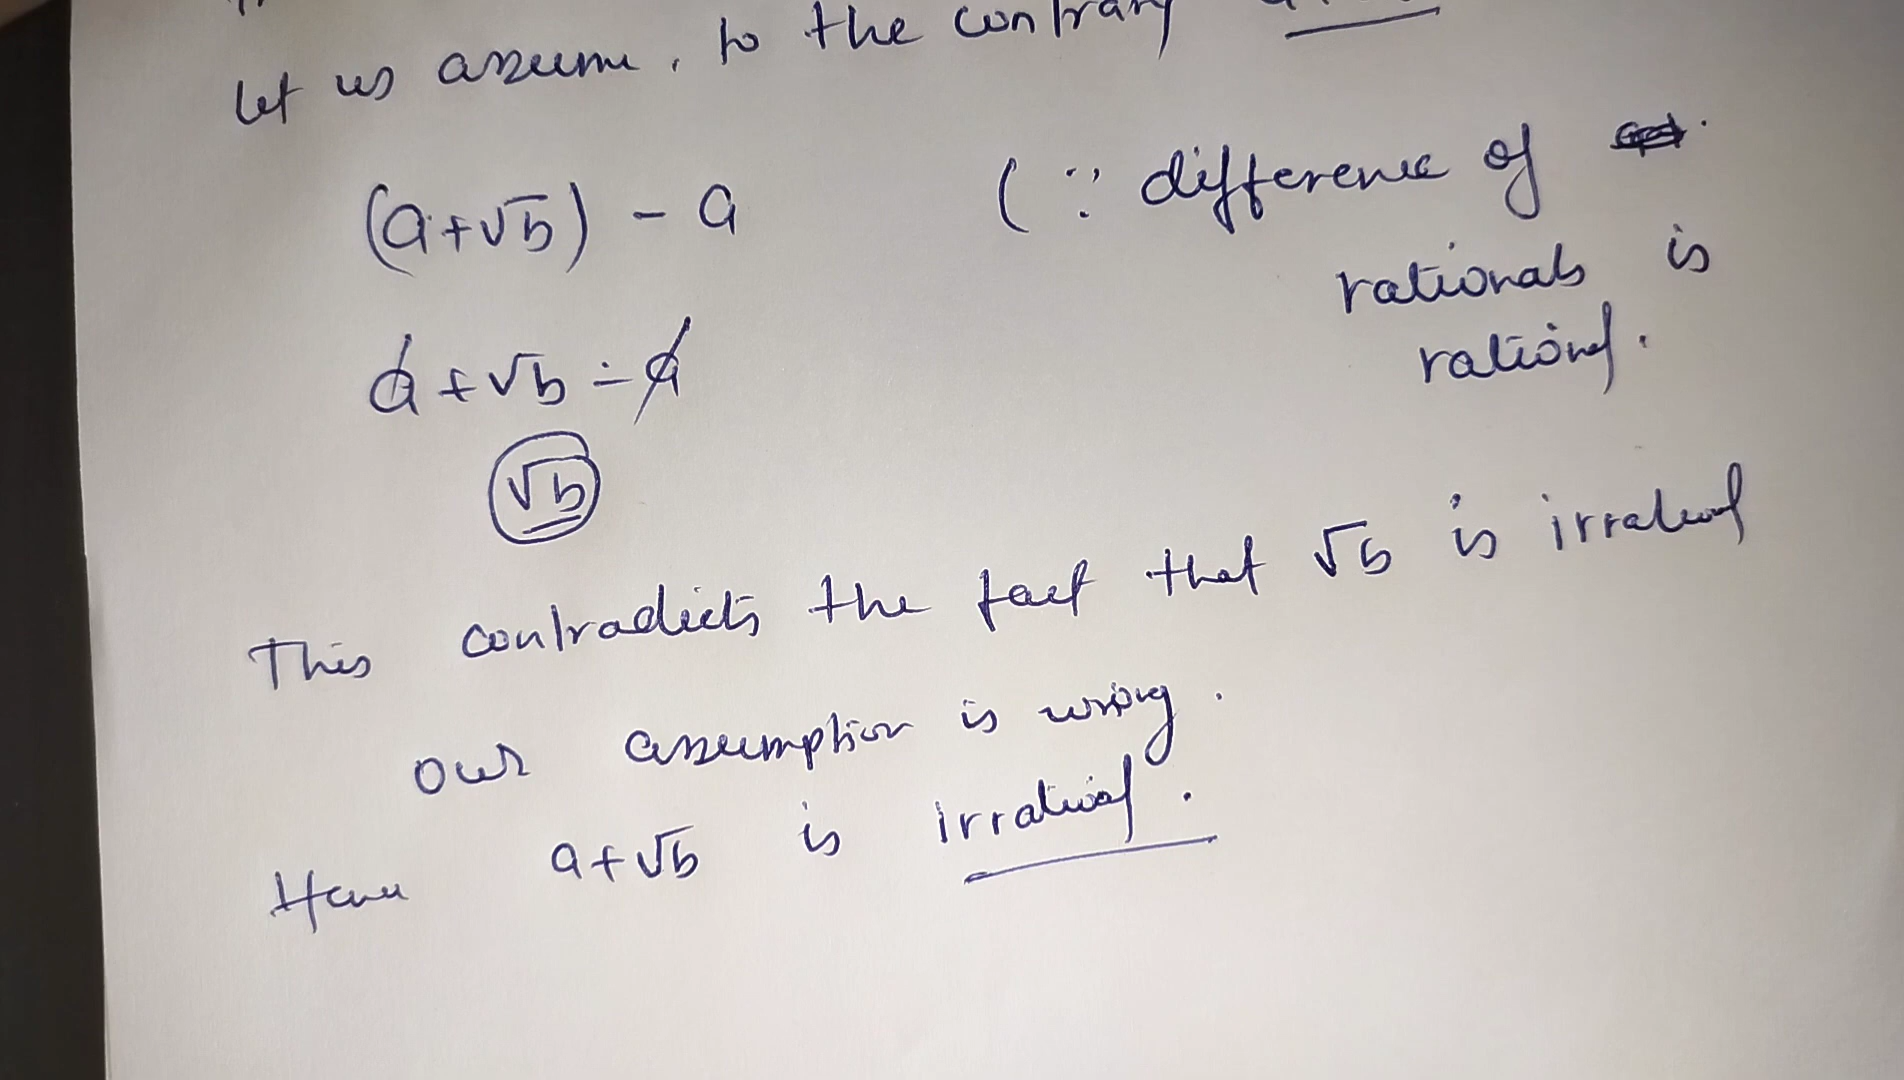 let us assume, to the contrary
(a+√b) - a (∵ difference of
rationals is
rational.
a+√b - a
√b
This contradicts the fact that √b is irrational
our assumption is wrong.
Hence a+√b is irrational.